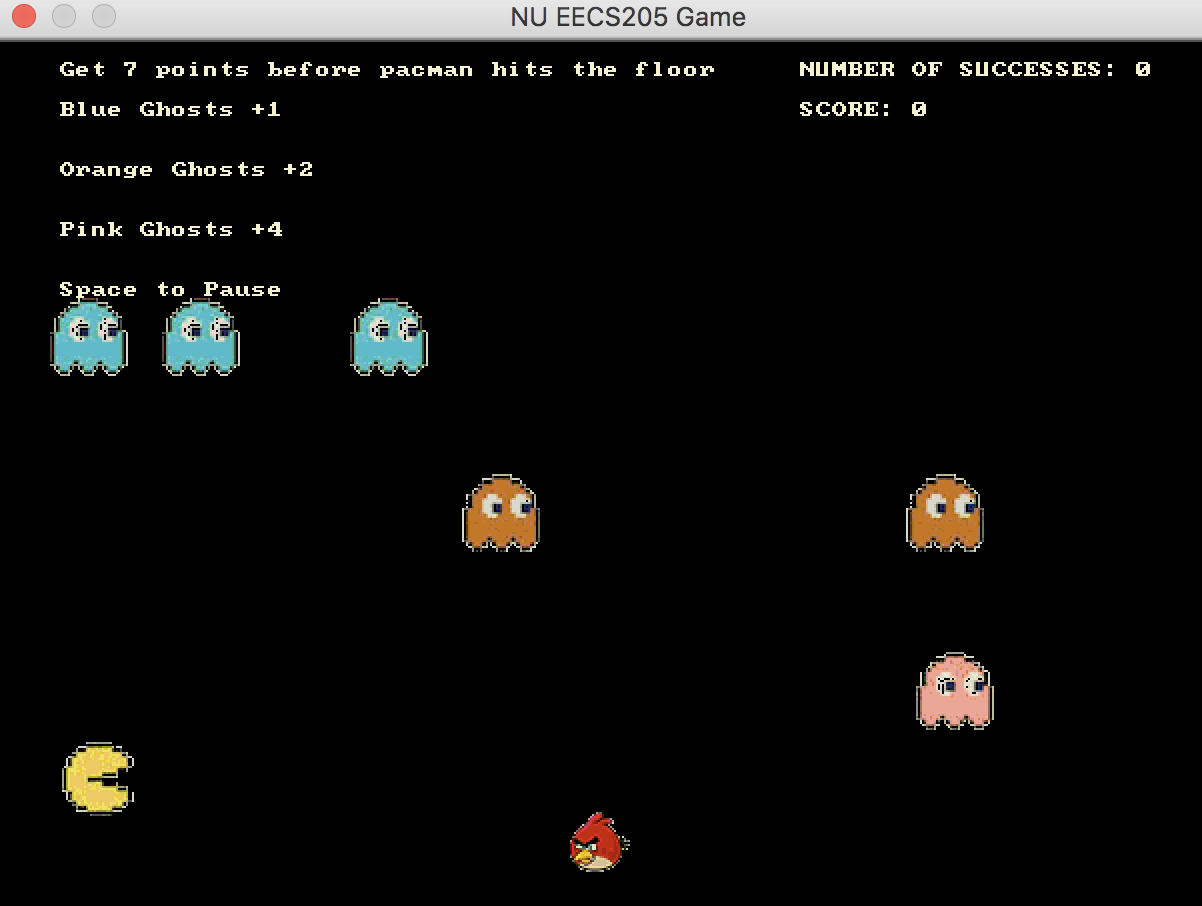 NU EECS205 Game
Get 7 points before pacman hits the floor
NUMBER OF SUCCESSES: 0
Blue Ghosts +1
SCORE: 0
Orange Ghosts +2
Pink Ghosts +4
Space to Pause